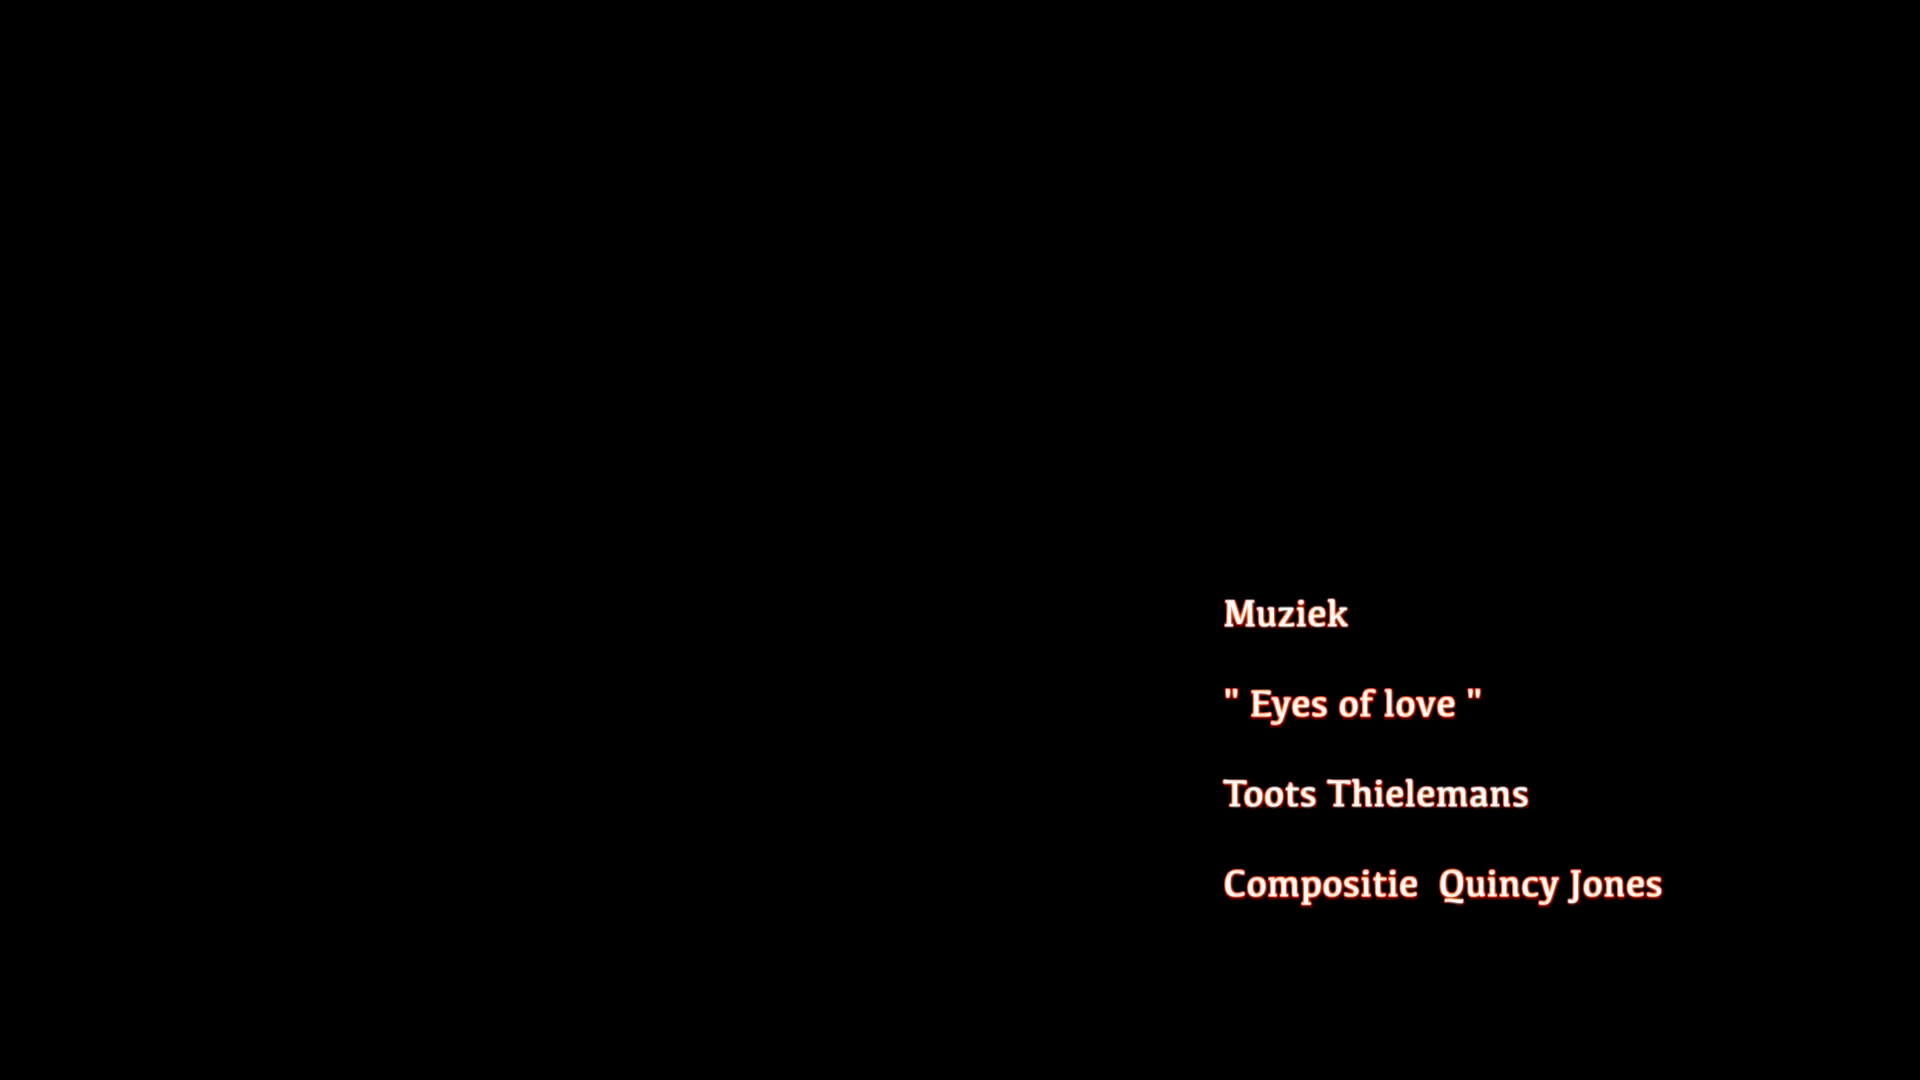 Muziek
" Eyes of love "
Toots Thielemans
Compositie  Quincy Jones